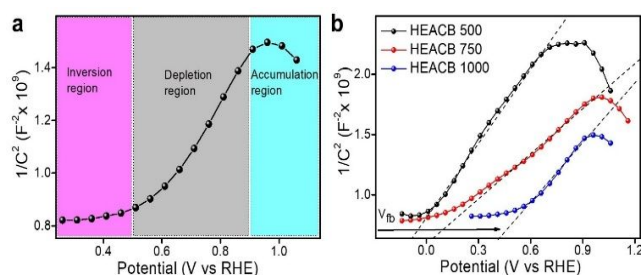 a
Inversion region
Depletion region
Accumulation region
1/C² (F⁻²x 10⁹)
1.4
1.2
1.0
0.8
0.4 0.6 0.8 1.0
Potential (V vs RHE)
b
HEACB 500
HEACB 750
HEACB 1000
1/C² (F⁻²x 10⁹)
2.0
1.5
1.0
V_fb
0.0 0.3 0.6 0.9 1.2
Potential (V vs RHE)